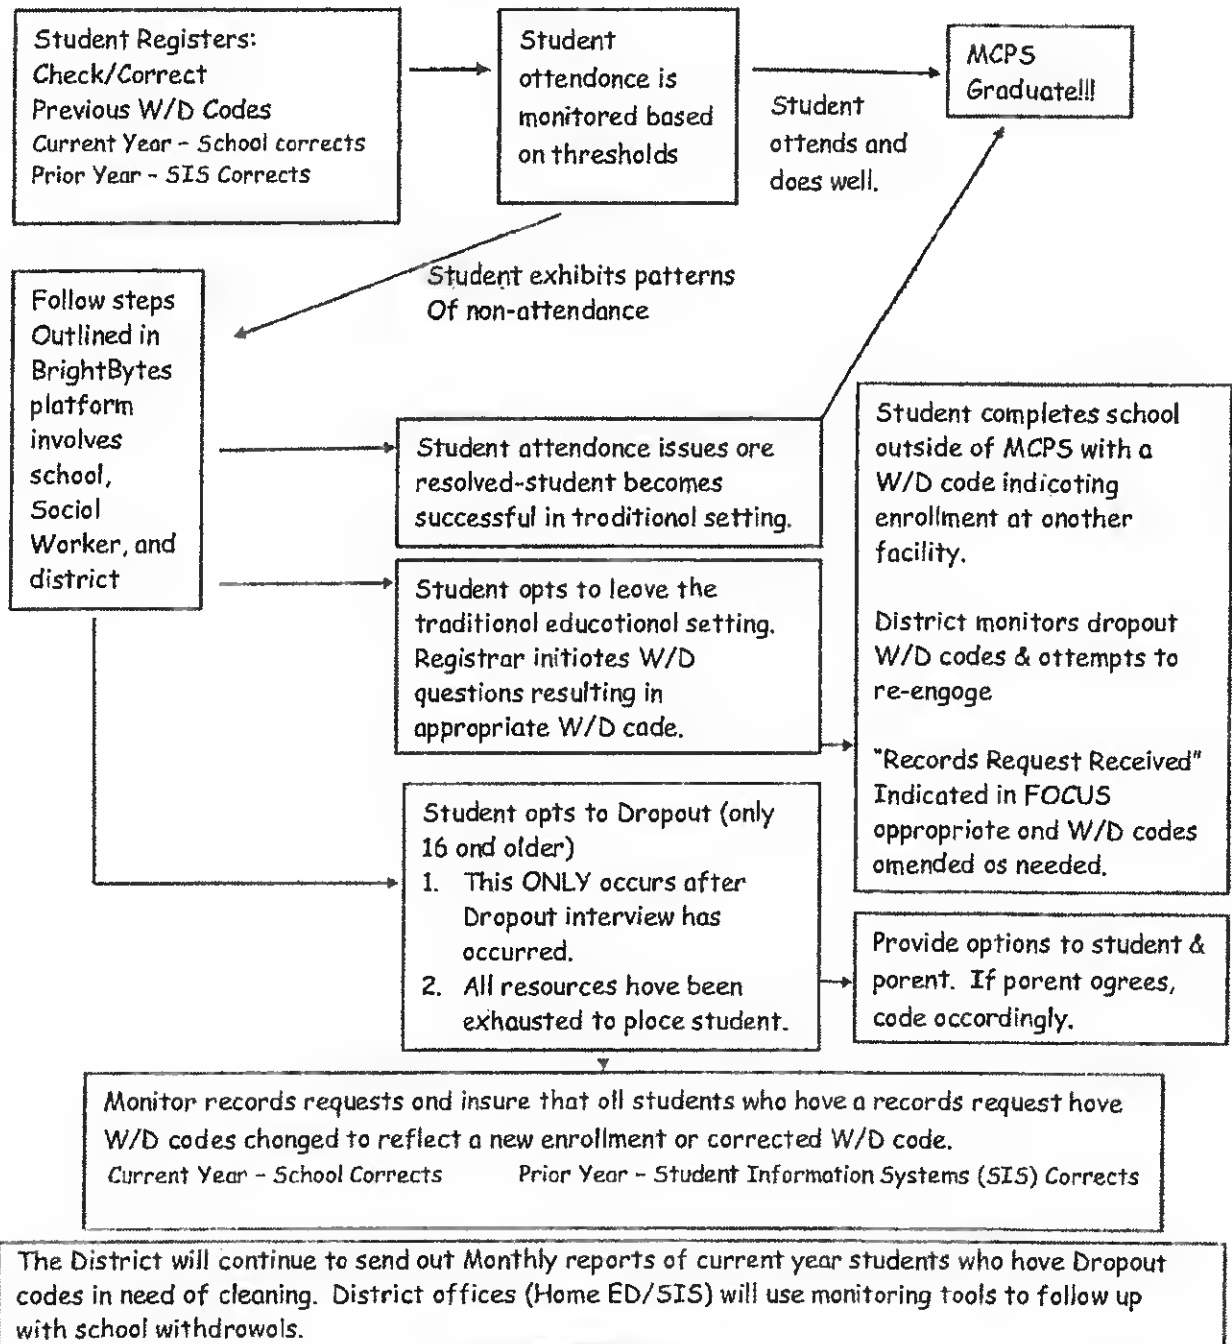 Student Registers:
Check/Correct
Previous W/D Codes
Current Year - School corrects
Prior Year - SIS Corrects
Student
attendance is
monitored based
on thresholds
MCPS
Graduate!!!
Student
attends and
does well.
Student exhibits patterns
Of non-attendance
Follow steps
Outlined in
BrightBytes
platform
involves
school,
Social
Worker, and
district
Student attendance issues are
resolved-student becomes
successful in traditional setting.
Student opts to leave the
traditional educational setting.
Registrar initiates W/D
questions resulting in
appropriate W/D code.
Student completes school
outside of MCPS with a
W/D code indicating
enrollment at another
facility.
District monitors dropout
W/D codes & attempts to
re-engage
"Records Request Received"
Indicated in FOCUS
appropriate and W/D codes
amended as needed.
Student opts to Dropout (only
16 and older)
1. This ONLY occurs after
Dropout interview has
occurred.
2. All resources have been
exhausted to place student.
Provide options to student &
parent. If parent agrees,
code accordingly.
Monitor records requests and insure that all students who have a records request have
W/D codes changed to reflect a new enrollment or corrected W/D code.
Current Year - School Corrects Prior Year - Student Information Systems (SIS) Corrects
The District will continue to send out Monthly reports of current year students who have Dropout
codes in need of cleaning. District offices (Home ED/SIS) will use monitoring tools to follow up
with school withdrawals.